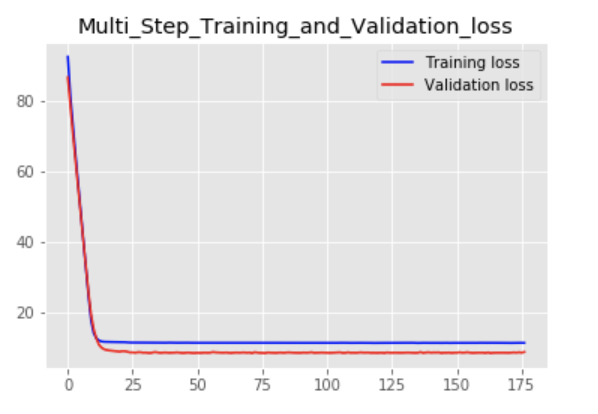 Multi_Step_Training_and_Validation_loss
Training loss
Validation loss
80
60
40
20
0 25 50 75 100 125 150 175